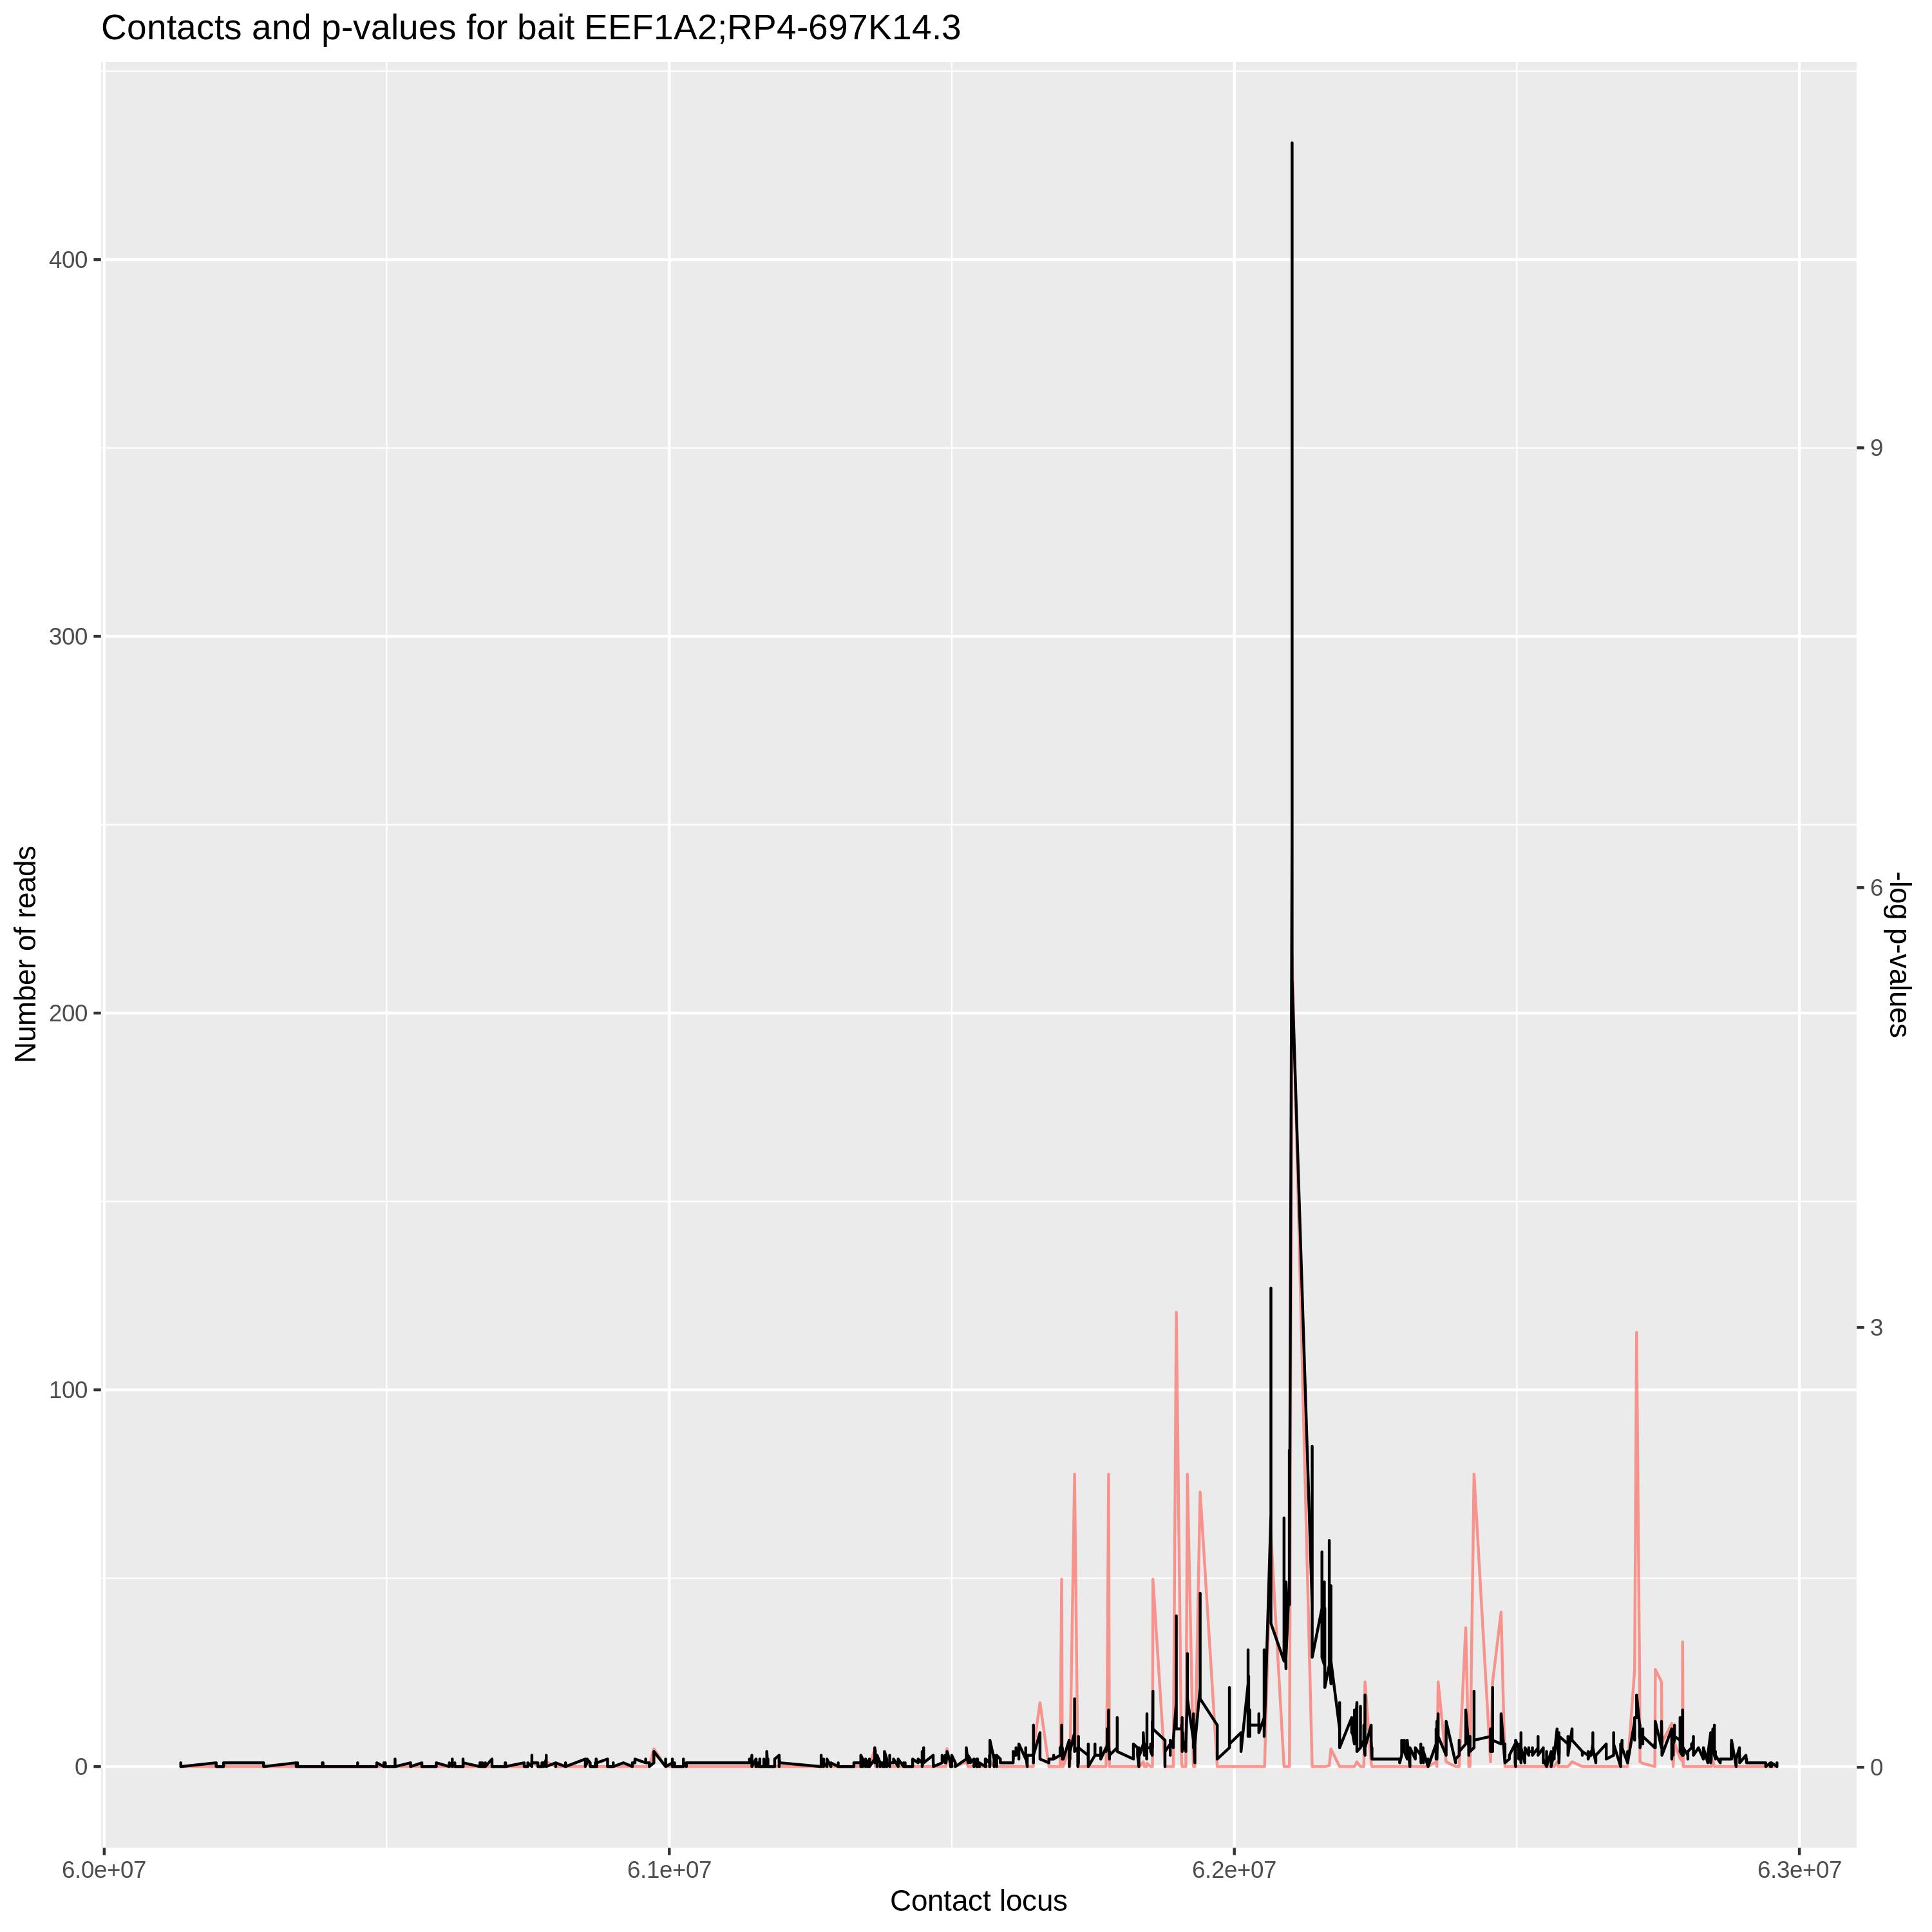 Contacts and p-values for bait EEF1A2;RP4-697K14.3
Number of reads
400
300
200
100
0
9
6
3
0
-log p-values
6.0e+07
6.1e+07
6.2e+07
6.3e+07
Contact locus